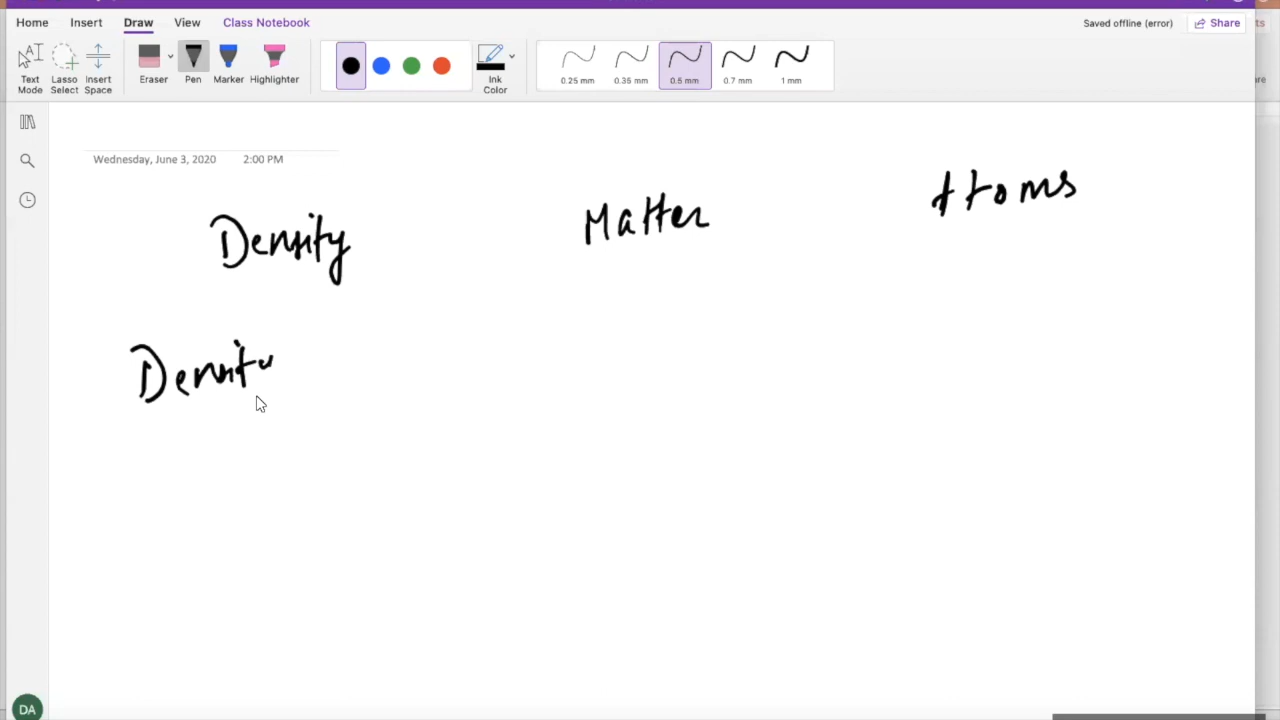 Home Insert Draw View Class Notebook Saved offline (error) Share
Text Mode Lasso Select Insert Space Eraser Pen Marker Highlighter Ink Color 0.25 mm 0.35 mm 0.5 mm 0.7 mm 1 mm
Wednesday, June 3, 2020 2:00 PM
Density Matter Atoms
Densit
DA